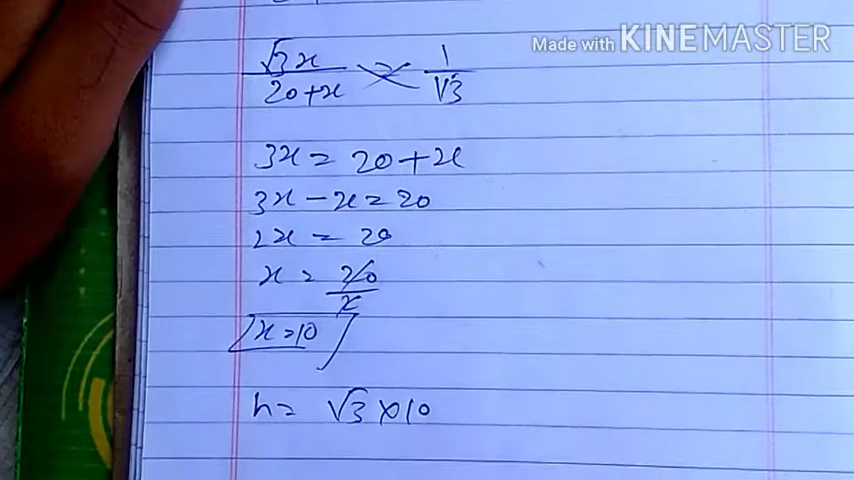 Made with KINEMASTER
√3x / 20+x = 1 / √3
3x = 20+x
3x - x = 20
2x = 20
x = 20 / 2
x = 10
h = √3 × 10